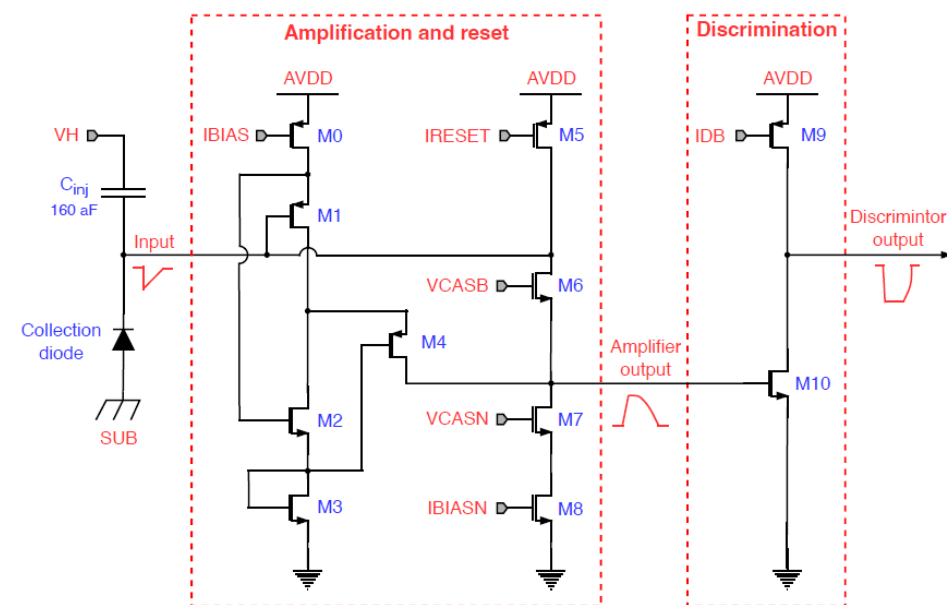 Amplification and reset
Discrimination
AVDD
AVDD
AVDD
VH
IBIAS
M0
IRESET
M5
IDB
M9
Cinj
160 aF
M1
Input
Discrimintor
output
VCASB
M6
Collection
diode
M4
Amplifier
output
M10
SUB
M2
VCASN
M7
M3
IBIASN
M8